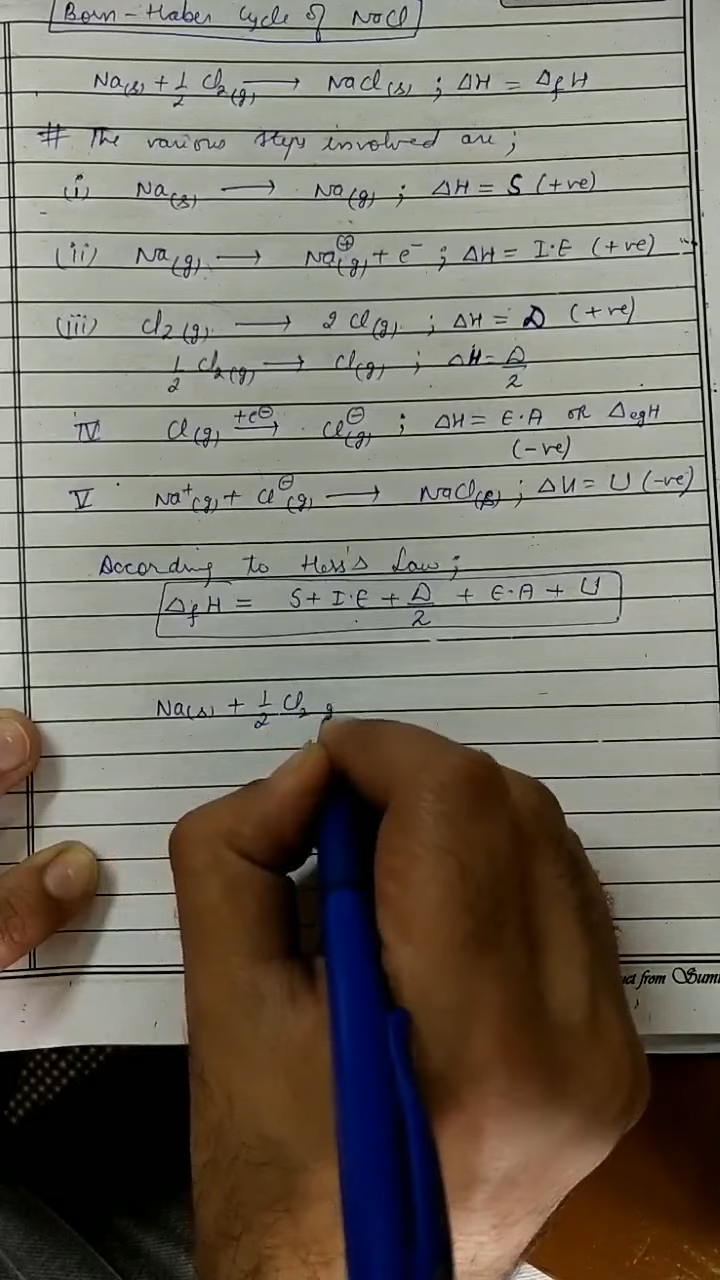 Born-Haber Cycle of NaCl
Na(s) + 1/2 Cl2(g) ⟶ NaCl(s) ; ΔH = ΔfH
# The various steps involved are;
(i) Na(s) ⟶ Na(g) ; ΔH = S (+ve)
(ii) Na(g) ⟶ Na⊕(g) + e⁻ ; ΔH = I·E (+ve)
(iii) Cl2(g) ⟶ 2 Cl(g) ; ΔH = D (+ve)
1/2 Cl2(g) ⟶ Cl(g) ; ΔH = D/2
IV Cl(g) +e⊖⟶ Cl⊖(g) ; ΔH = E·A OR ΔegH
(-ve)
V Na⁺(g) + Cl⊖(g) ⟶ NaCl(s) ; ΔH = U (-ve)
According to Hess's Law;
ΔfH = S + I·E + D/2 + E·A + U
Na(s) + 1/2 Cl2 g
from Sum